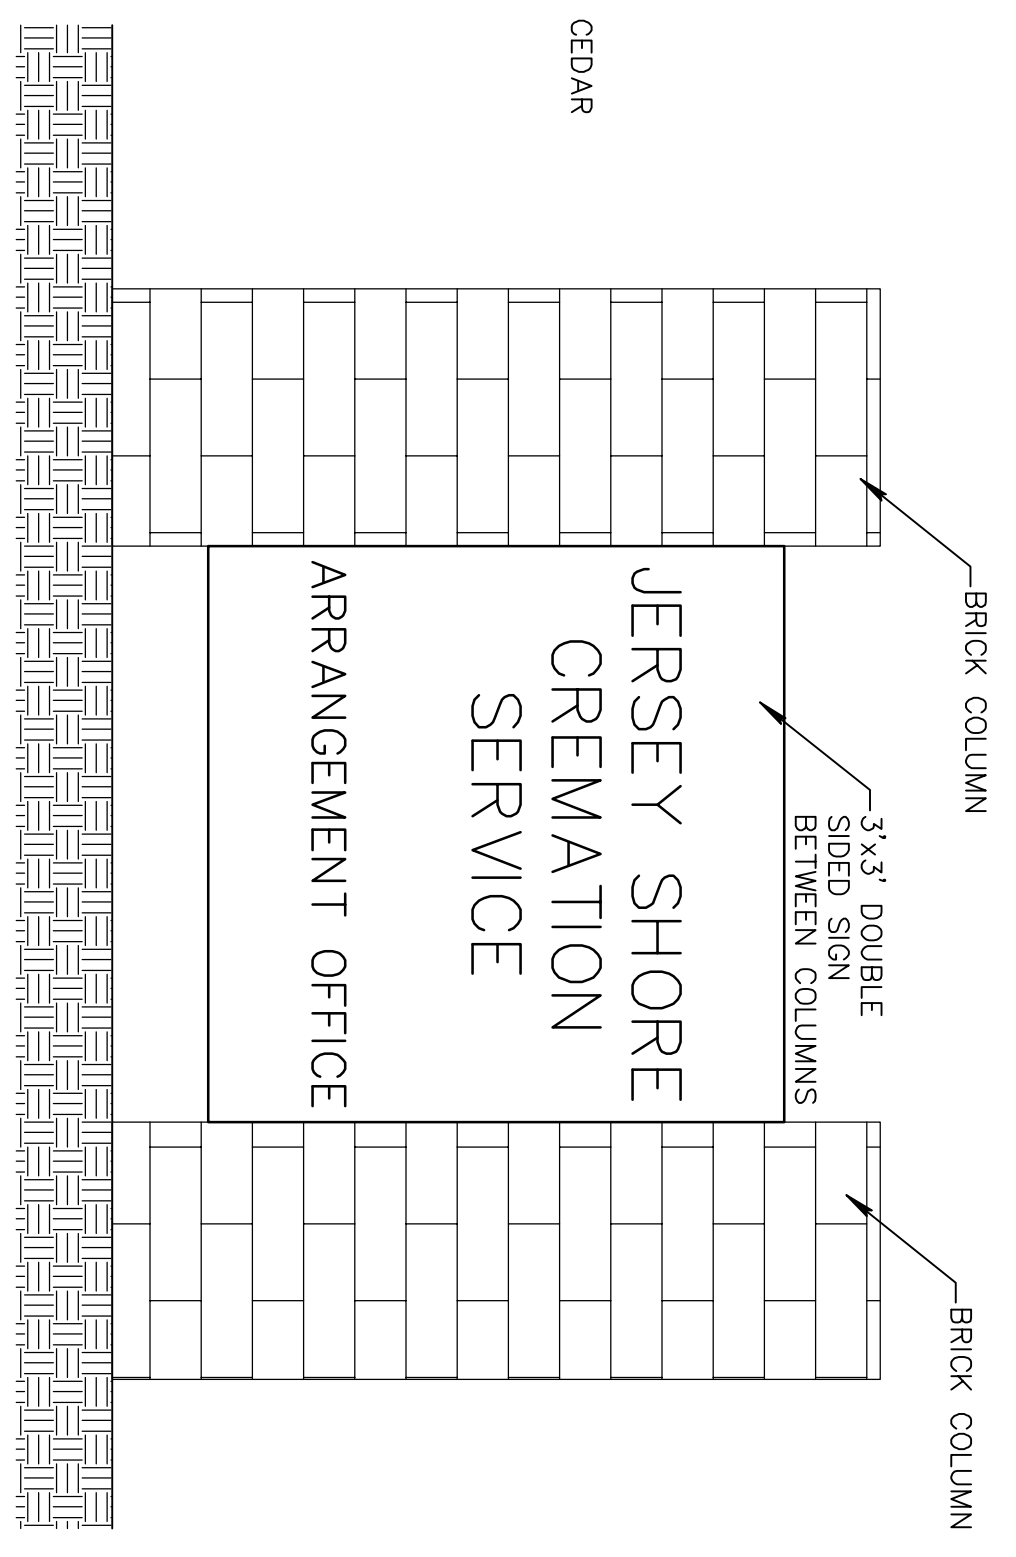 BRICK COLUMN
BRICK COLUMN
3'x3' DOUBLE
SIDED SIGN
BETWEEN COLUMNS
JERSEY SHORE
CREMATION
SERVICE
ARRANGEMENT OFFICE
CEDAR